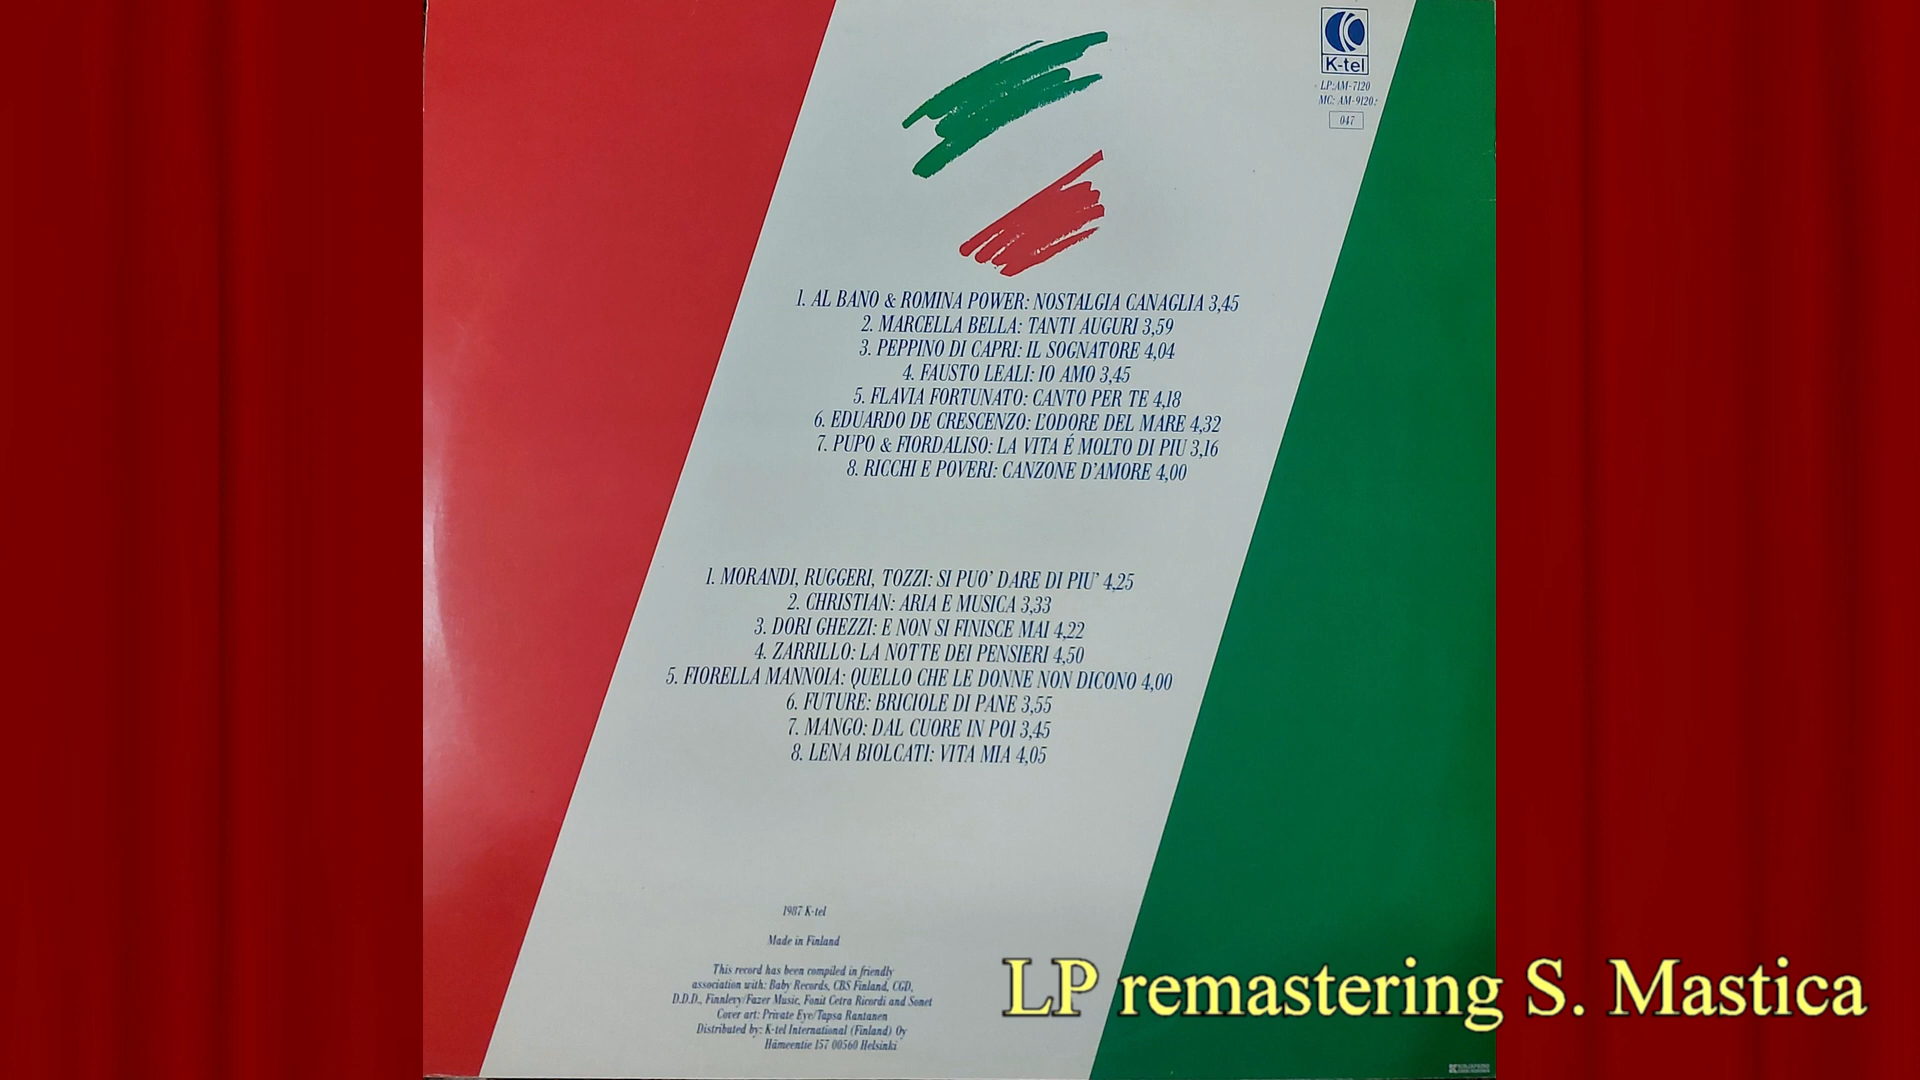 K-tel
LP:AM-7120
MC: AM-9120:
047
1. AL BANO & ROMINA POWER: NOSTALGIA CANAGLIA 3,45
2. MARCELLA BELLA: TANTI AUGURI 3,59
3. PEPPINO DI CAPRI: IL SOGNATORE 4,04
4. FAUSTO LEALI: IO AMO 3,45
5. FLAVIA FORTUNATO: CANTO PER TE 4,18
6. EDUARDO DE CRESCENZO: L'ODORE DEL MARE 4,32
7. PUPO & FIORDALISO: LA VITA É MOLTO DI PIU 3,16
8. RICCHI E POVERI: CANZONE D'AMORE 4,00
1. MORANDI, RUGGERI, TOZZI: SI PUO' DARE DI PIU' 4,25
2. CHRISTIAN: ARIA E MUSICA 3,33
3. DORI GHEZZI: E NON SI FINISCE MAI 4,22
4. ZARRILLO: LA NOTTE DEI PENSIERI 4,50
5. FIORELLA MANNOIA: QUELLO CHE LE DONNE NON DICONO 4,00
6. FUTURE: BRICIOLE DI PANE 3,55
7. MANGO: DAL CUORE IN POI 3,45
8. LENA BIOLCATI: VITA MIA 4,05
1987 K-tel
Made in Finland
This record has been compiled in friendly
association with: Baby Records, CBS Finland, CGD,
D.D.D., Finnlevy/Fazer Music, Fonit Cetra Ricordi and Sonet
Cover art: Private Eye/Tapsa Rantanen
Distributed by: K-tel International (Finland) Oy
Hämeentie 157 00560 Helsinki
LP remastering S. Mastica